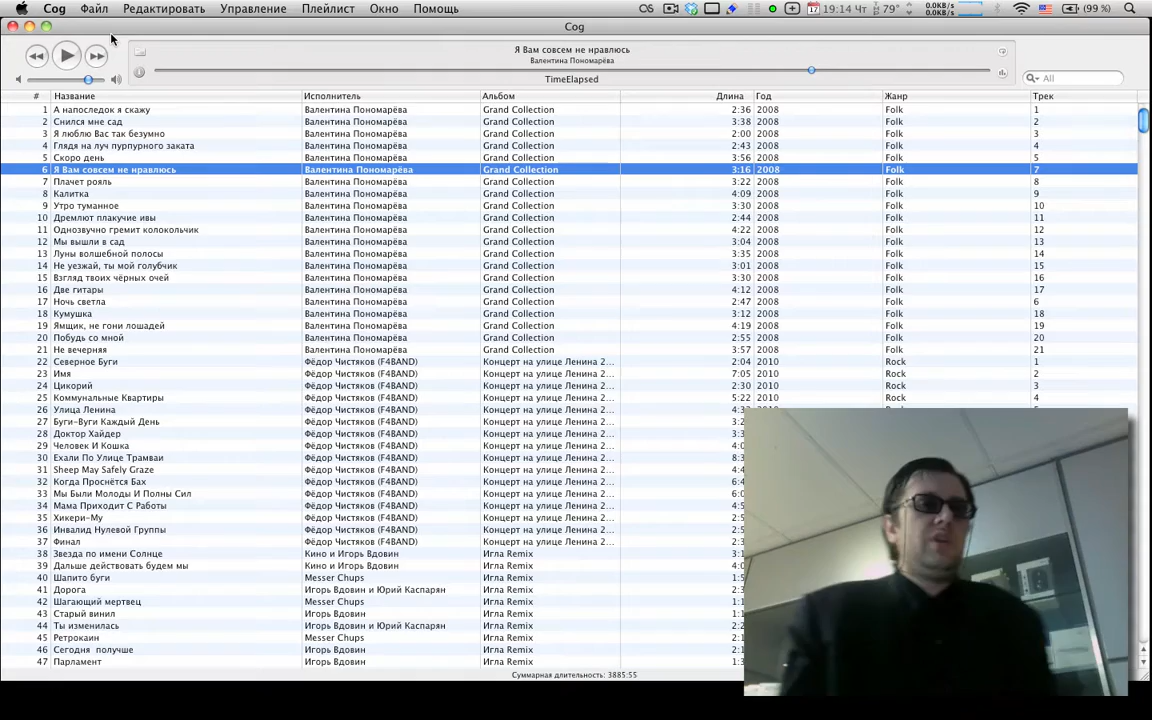 Cog Файл Редактирование Управление Плейлист Окно Помощь 17 19:14 Чт 79° 0.0KB/s 0.0KB/s (99 %)
Cog
Я Вам совсем не нравлюсь
Валентина Пономарёва
TimeElapsed
All
# Название Исполнитель Альбом Длина Год Жанр Трек
1 А напоследок я скажу Валентина Пономарёва Grand Collection 2:36 2008 Folk 1
2 Снился мне сад Валентина Пономарёва Grand Collection 3:38 2008 Folk 2
3 Я люблю Вас так безумно Валентина Пономарёва Grand Collection 2:00 2008 Folk 3
4 Глядя на луч пурпурного заката Валентина Пономарёва Grand Collection 2:44 2008 Folk 4
5 Скоро день Валентина Пономарёва Grand Collection 3:56 2008 Folk 5
6 Я Вам совсем не нравлюсь Валентина Пономарёва Grand Collection 3:16 2008 Folk 7
7 Плачет рояль Валентина Пономарёва Grand Collection 3:22 2008 Folk 8
8 Калитка Валентина Пономарёва Grand Collection 4:09 2008 Folk 9
9 Утро туманное Валентина Пономарёва Grand Collection 3:30 2008 Folk 10
10 Дремлют плакучие ивы Валентина Пономарёва Grand Collection 2:44 2008 Folk 11
11 Однозвучно гремит колокольчик Валентина Пономарёва Grand Collection 4:22 2008 Folk 12
12 Мы вышли в сад Валентина Пономарёва Grand Collection 3:04 2008 Folk 13
13 Луны волшебной полосы Валентина Пономарёва Grand Collection 3:35 2008 Folk 14
14 Не уезжай, ты мой голубчик Валентина Пономарёва Grand Collection 3:01 2008 Folk 15
15 Взгляд твоих чёрных очей Валентина Пономарёва Grand Collection 3:30 2008 Folk 16
16 Две гитары Валентина Пономарёва Grand Collection 4:12 2008 Folk 17
17 Ночь светла Валентина Пономарёва Grand Collection 2:47 2008 Folk 6
18 Кумушка Валентина Пономарёва Grand Collection 3:12 2008 Folk 18
19 Ямщик, не гони лошадей Валентина Пономарёва Grand Collection 4:19 2008 Folk 19
20 Побудь со мной Валентина Пономарёва Grand Collection 2:55 2008 Folk 20
21 Не вечерняя Валентина Пономарёва Grand Collection 3:57 2008 Folk 21
22 Северное Буги Фёдор Чистяков (F4BAND) Концерт на улице Ленина 2... 2:04 2010 Rock 1
23 Имя Фёдор Чистяков (F4BAND) Концерт на улице Ленина 2... 7:05 2010 Rock 2
24 Цикорий Фёдор Чистяков (F4BAND) Концерт на улице Ленина 2... 2:30 2010 Rock 3
25 Коммунальные Квартиры Фёдор Чистяков (F4BAND) Концерт на улице Ленина 2... 5:22 2010 Rock 4
26 Улица Ленина Фёдор Чистяков (F4BAND) Концерт на улице Ленина 2...
27 Буги-Вуги Каждый День Фёдор Чистяков (F4BAND) Концерт на улице Ленина 2...
28 Доктор Хайдер Фёдор Чистяков (F4BAND) Концерт на улице Ленина 2...
29 Человек И Кошка Фёдор Чистяков (F4BAND) Концерт на улице Ленина 2...
30 Ехали По Улице Трамваи Фёдор Чистяков (F4BAND) Концерт на улице Ленина 2...
31 Sheep May Safely Graze Фёдор Чистяков (F4BAND) Концерт на улице Ленина 2...
32 Когда Проснётся Бах Фёдор Чистяков (F4BAND) Концерт на улице Ленина 2...
33 Мы Были Молоды И Полны Сил Фёдор Чистяков (F4BAND) Концерт на улице Ленина 2...
34 Мама Приходит С Работы Фёдор Чистяков (F4BAND) Концерт на улице Ленина 2...
35 Хикери-Му Фёдор Чистяков (F4BAND) Концерт на улице Ленина 2...
36 Инвалид Нулевой Группы Фёдор Чистяков (F4BAND) Концерт на улице Ленина 2...
37 Финал Фёдор Чистяков (F4BAND) Концерт на улице Ленина 2...
38 Звезда по имени Солнце Кино и Игорь Вдовин Игла Remix
39 Дальше действовать будем мы Кино и Игорь Вдовин Игла Remix
40 Шапито буги Messer Chups Игла Remix
41 Дорога Игорь Вдовин и Юрий Каспарян Игла Remix
42 Шагающий мертвец Messer Chups Игла Remix
43 Старый винил Игорь Вдовин Игла Remix
44 Ты изменилась Игорь Вдовин и Юрий Каспарян Игла Remix
45 Ретрокаин Messer Chups Игла Remix
46 Сегодня получше Игорь Вдовин Игла Remix
47 Парламент Игорь Вдовин Игла Remix
Суммарная длительность: 3885:55